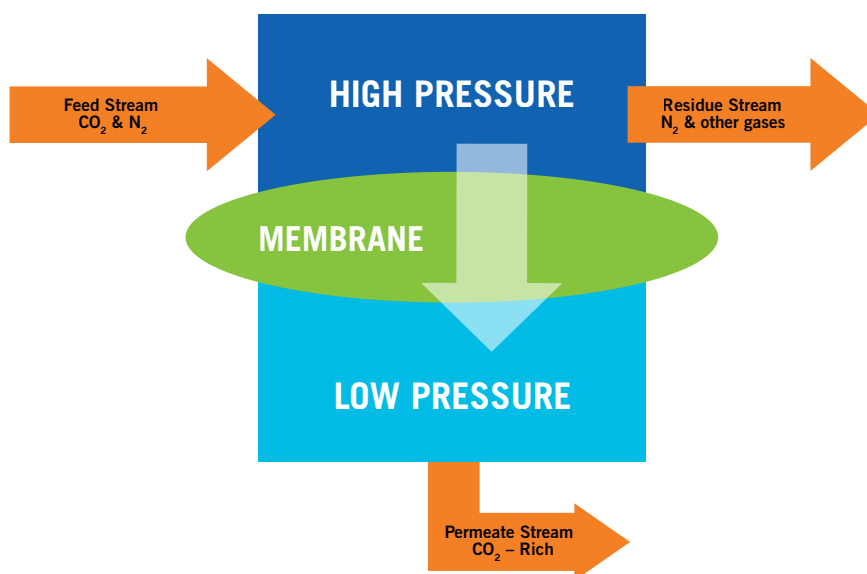 Feed Stream
CO₂ & N₂
HIGH PRESSURE
Residue Stream
N₂ & other gases
MEMBRANE
LOW PRESSURE
Permeate Stream
CO₂ – Rich